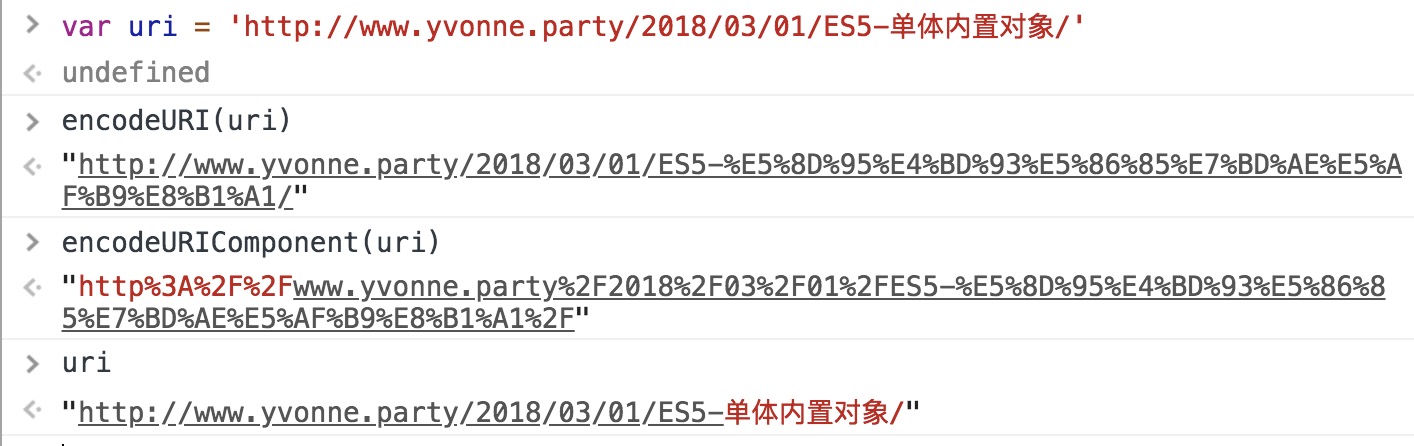 > var uri = 'http://www.yvonne.party/2018/03/01/ES5-单体内置对象/'
< undefined
> encodeURI(uri)
< "http://www.yvonne.party/2018/03/01/ES5-%E5%8D%95%E4%BD%93%E5%86%85%E7%BD%AE%E5%A
F%B9%E8%B1%A1/"
> encodeURIComponent(uri)
< "http%3A%2F%2Fwww.yvonne.party%2F2018%2F03%2F01%2FES5-%E5%8D%95%E4%BD%93%E5%86%8
5%E7%BD%AE%E5%AF%B9%E8%B1%A1%2F"
> uri
< "http://www.yvonne.party/2018/03/01/ES5-单体内置对象/"